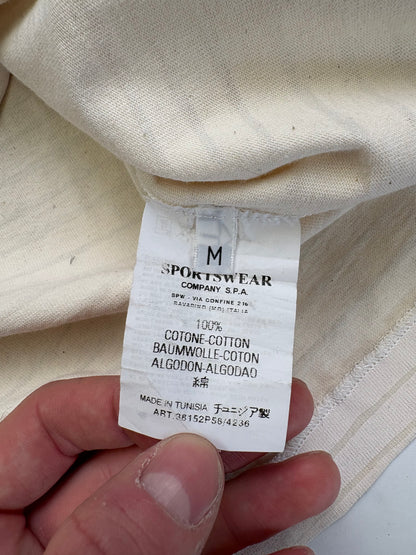 M
SPORTSWEAR
COMPANY S.P.A.
SPW - VIA CONFINE 2161
RAVARINO (MO) ITALIA
100%
COTONE-COTTON
BAUMWOLLE-COTON
ALGODON-ALGODAO
綿
MADE IN TUNISIA チュニジア製
ART. 36152P58/4236